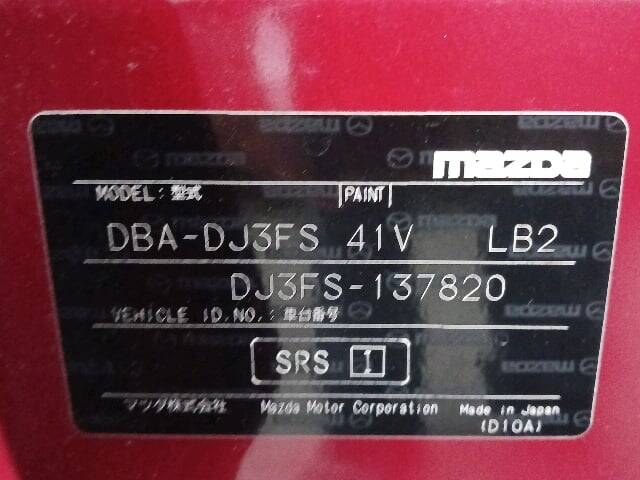 mazda
MODEL: 型式 PAINT
DBA-DJ3FS 41V LB2
DJ3FS-137820
VEHICLE ID.NO.: 車台番号
SRS I
マツダ株式会社 Mazda Motor Corporation Made in Japan
(D10A)